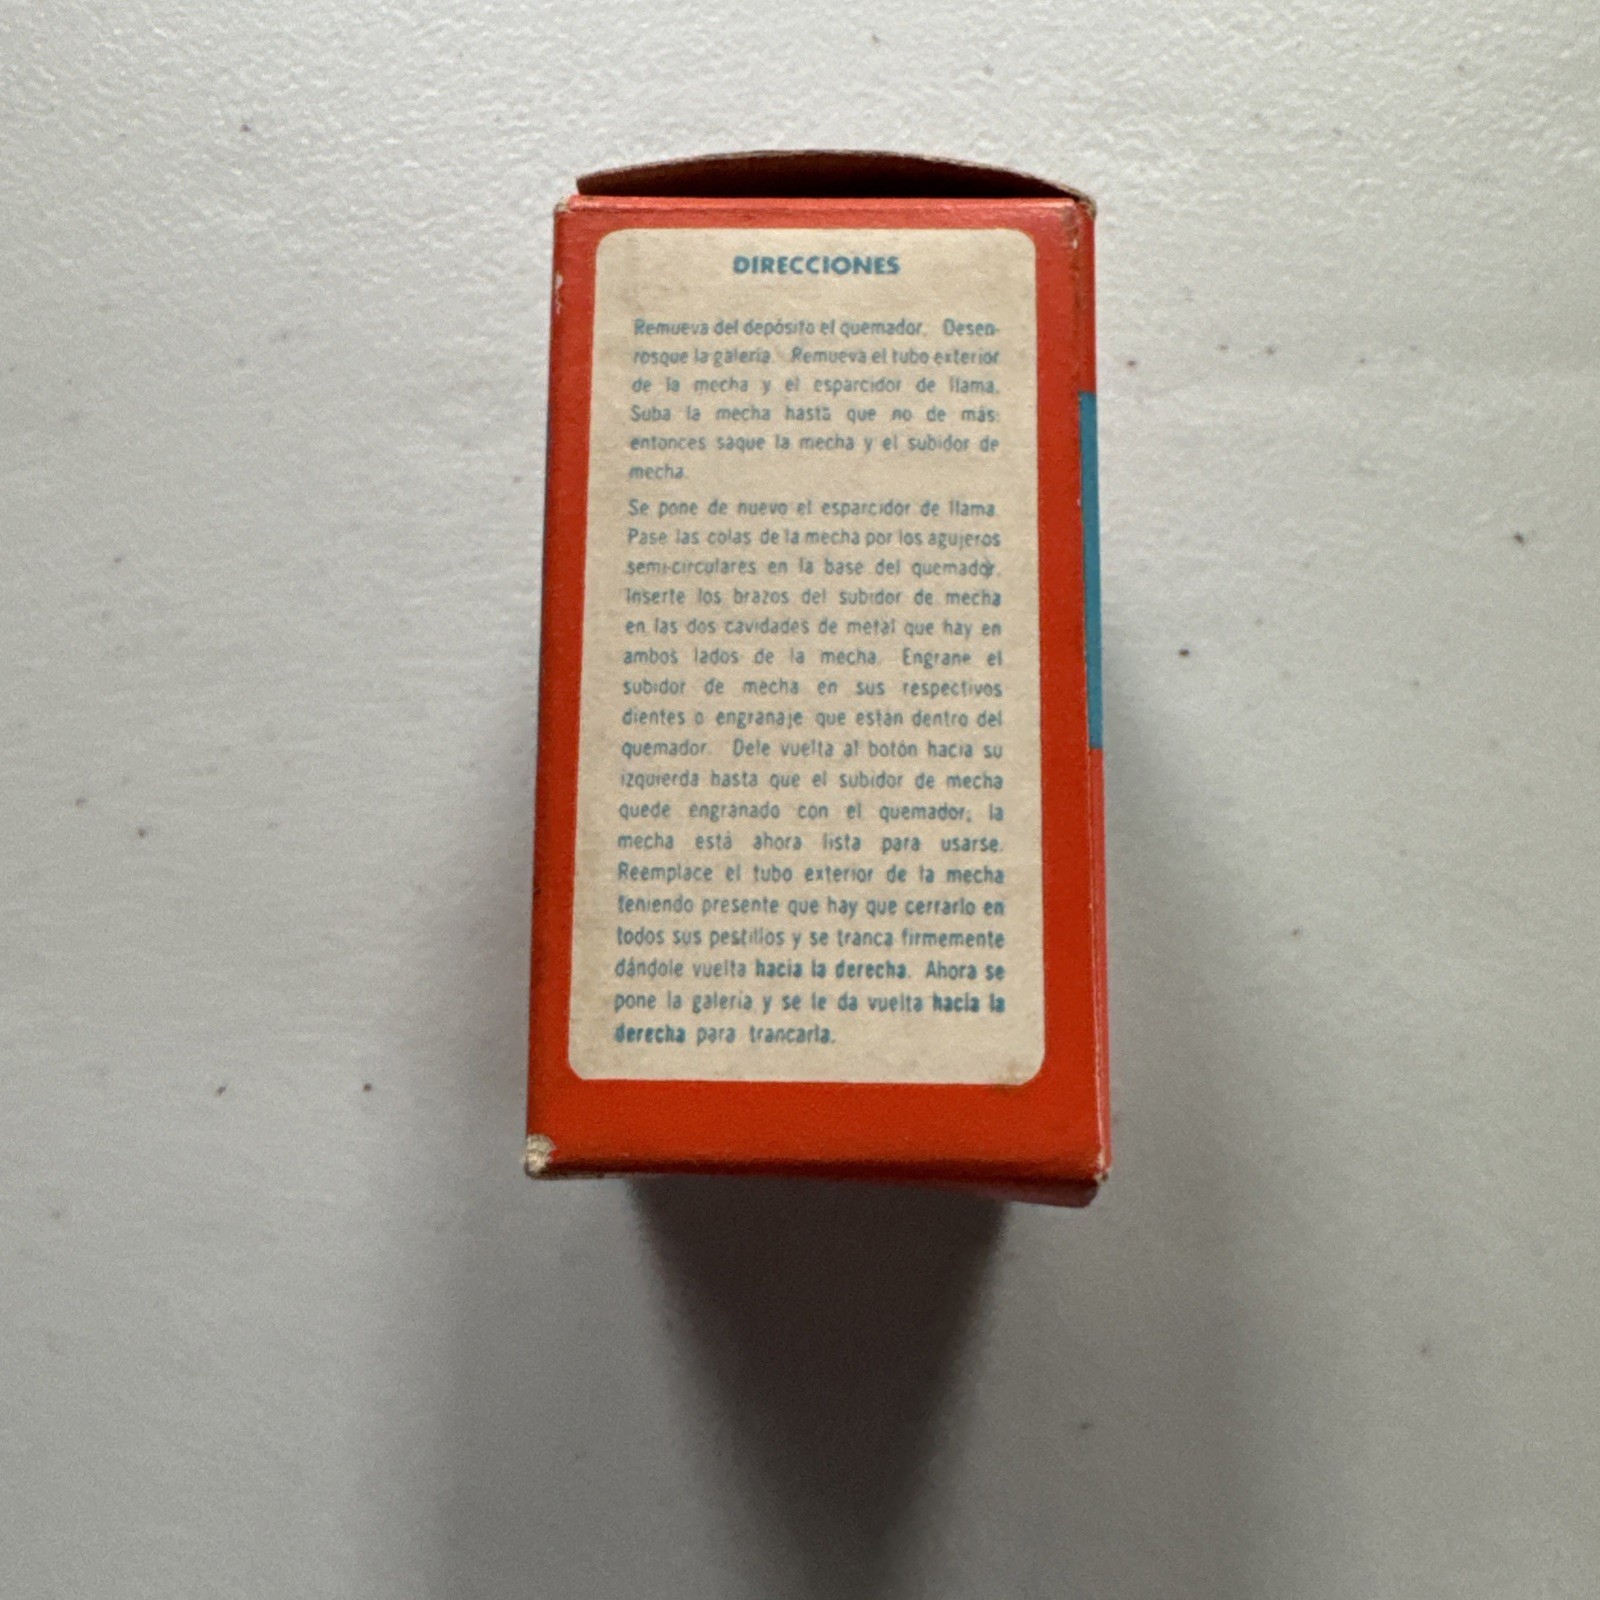 DIRECCIONES
Remueva del depósito el quemador. Desen-
rosque la galería. Remueva el tubo exterior
de la mecha y el esparcidor de llama.
Suba la mecha hasta que no de más:
entonces saque la mecha y el subidor de
mecha.
Se pone de nuevo el esparcidor de llama.
Pase las colas de la mecha por los agujeros
semi-circulares en la base del quemador.
Inserte los brazos del subidor de mecha
en las dos cavidades de metal que hay en
ambos lados de la mecha. Engrane el
subidor de mecha en sus respectivos
dientes o engranaje que están dentro del
quemador. Dele vuelta al botón hacia su
izquierda hasta que el subidor de mecha
quede engranado con el quemador; la
mecha está ahora lista para usarse.
Reemplace el tubo exterior de la mecha
teniendo presente que hay que cerrarlo en
todos sus pestillos y se tranca firmemente
dándole vuelta hacia la derecha. Ahora se
pone la galería y se le da vuelta hacia la
derecha para trancarla.